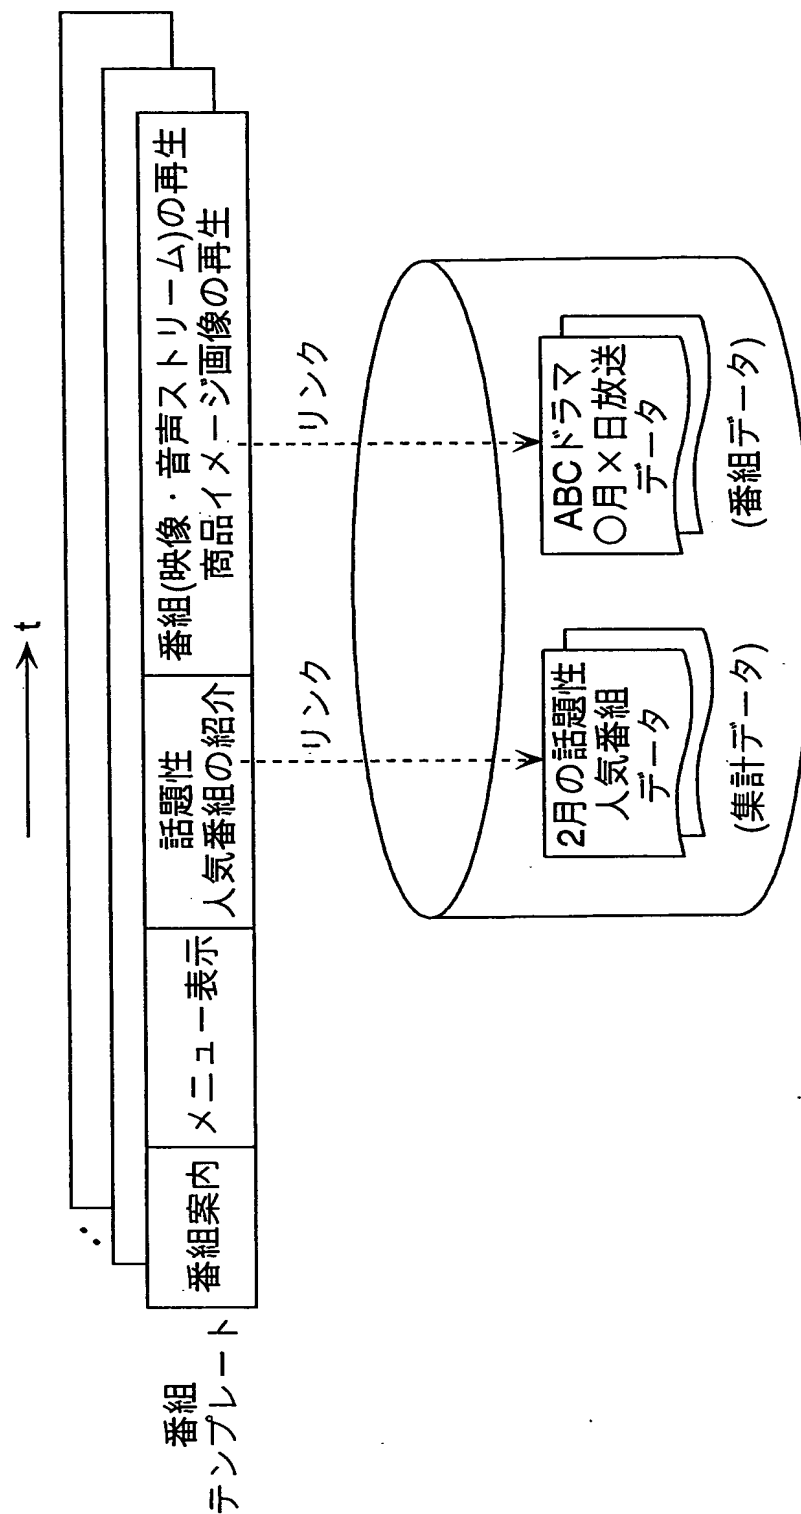 →t
番組
テンプレート
番組案内
メニュー表示
話題性
人気番組の紹介
番組(映像・音声ストリーム)の再生
商品イメージ画像の再生
リンク
リンク
2月の話題性
人気番組
データ
(集計データ)
ABCドラマ
〇月×日放送
データ
(番組データ)